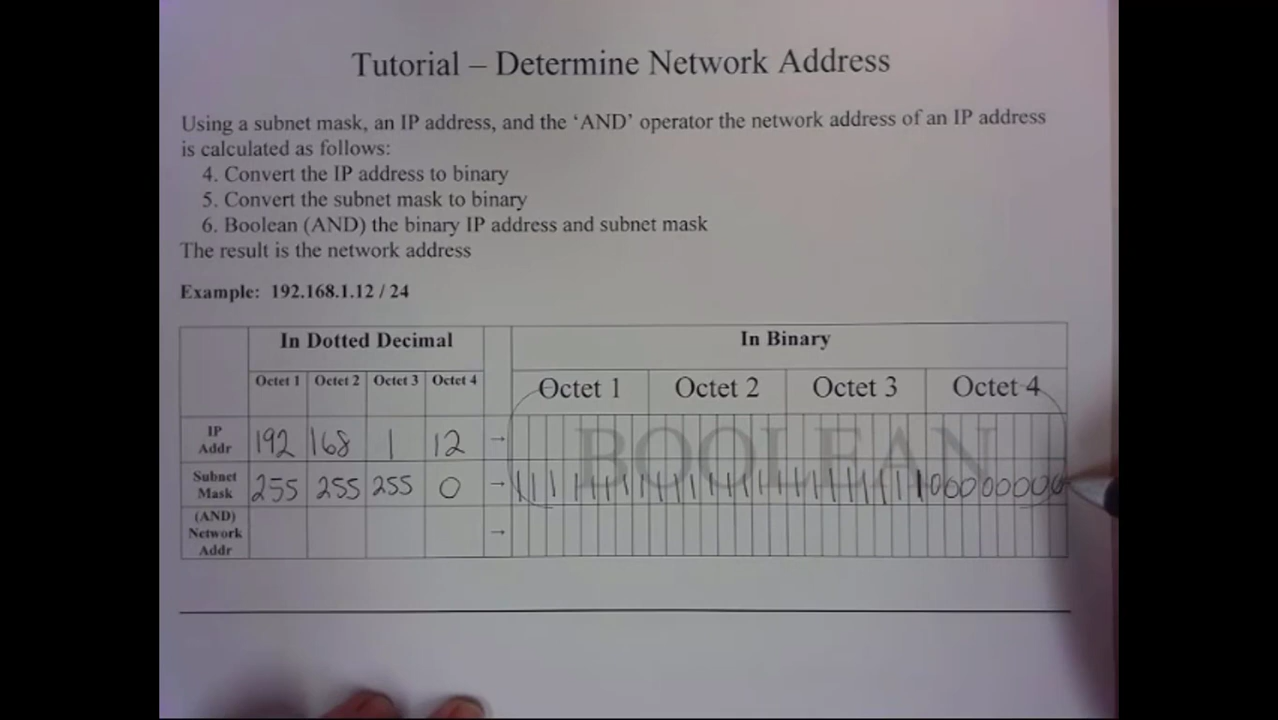 Tutorial – Determine Network Address
Using a subnet mask, an IP address, and the ‘AND’ operator the network address of an IP address
is calculated as follows:
4. Convert the IP address to binary
5. Convert the subnet mask to binary
6. Boolean (AND) the binary IP address and subnet mask
The result is the network address
Example: 192.168.1.12 / 24
In Dotted Decimal In Binary
Octet 1 Octet 2 Octet 3 Octet 4 Octet 1 Octet 2 Octet 3 Octet 4
BOOLEAN
IP
Addr 192 168 1 12 →
Subnet
Mask 255 255 255 0 → 11111111 11111111 11111111 00000000
(AND)
Network
Addr →